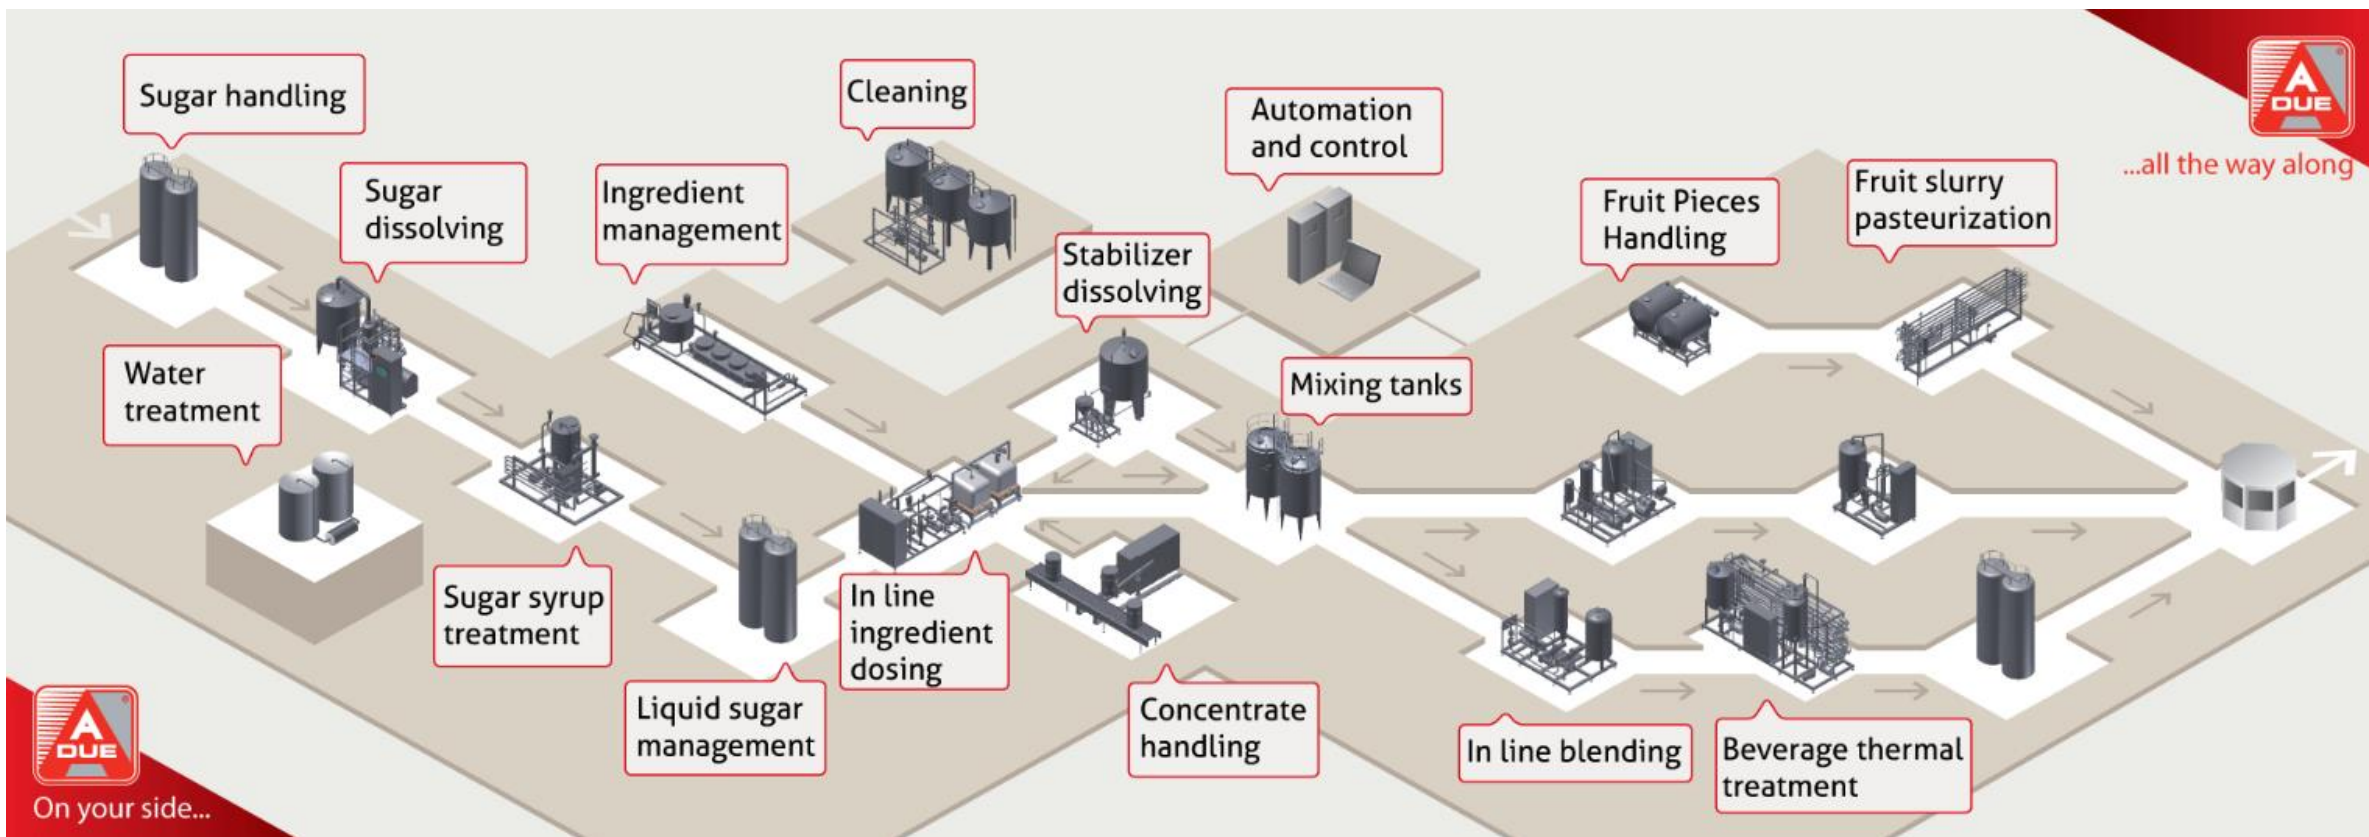 Sugar handling
Cleaning
Automation
and control
A
DUE
...all the way along
Sugar
dissolving
Ingredient
management
Stabilizer
dissolving
Fruit Pieces
Handling
Fruit slurry
pasteurization
Water
treatment
Mixing tanks
Sugar syrup
treatment
In line
ingredient
dosing
Liquid sugar
management
Concentrate
handling
In line blending
Beverage thermal
treatment
A
DUE
On your side...